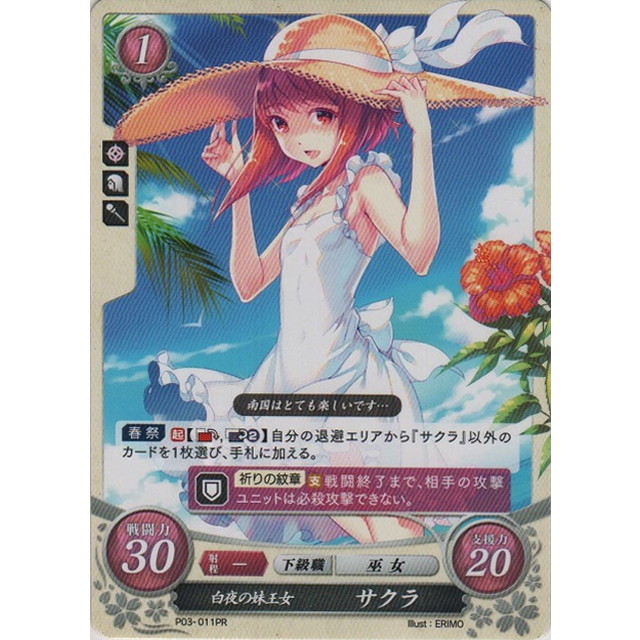 1
南国はとても楽しいです…
春祭 起【 , 】自分の退避エリアから『サクラ』以外の
カードを1枚選び、手札に加える。
祈りの紋章 支 戦闘終了まで、相手の攻撃
ユニットは必殺攻撃できない。
戦闘力
30
射程 — 下級職 巫女
支援力
20
白夜の妹王女 サクラ
P03-011PR
Illust : ERIMO